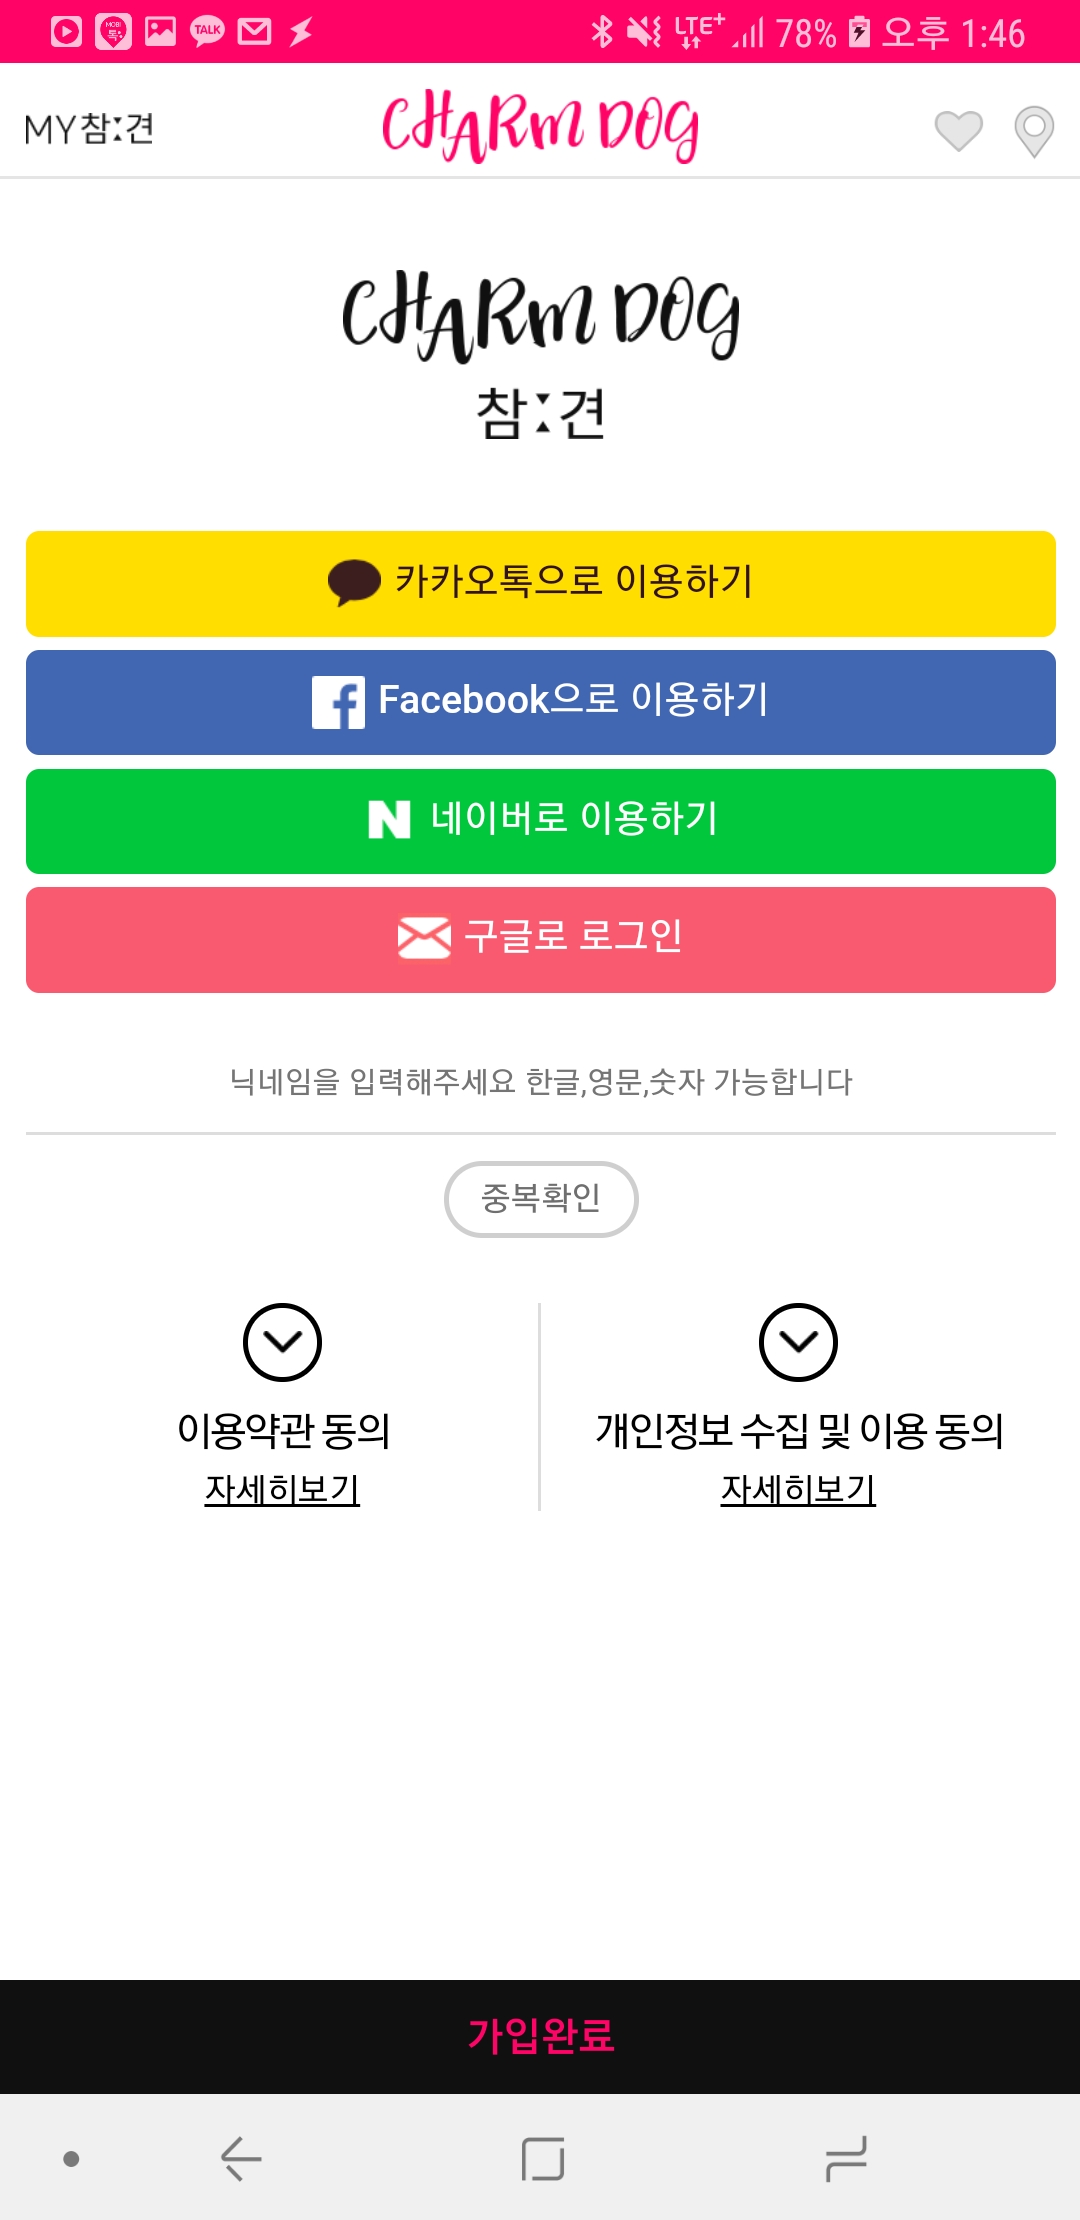 TALK LTE+ 78% 오후 1:46
MY참:견 CHARM DOG
CHARM DOG
참:견
카카오톡으로 이용하기
Facebook으로 이용하기
N 네이버로 이용하기
구글로 로그인
닉네임을 입력해주세요 한글,영문,숫자 가능합니다
중복확인
이용약관 동의
자세히보기
개인정보 수집 및 이용 동의
자세히보기
가입완료